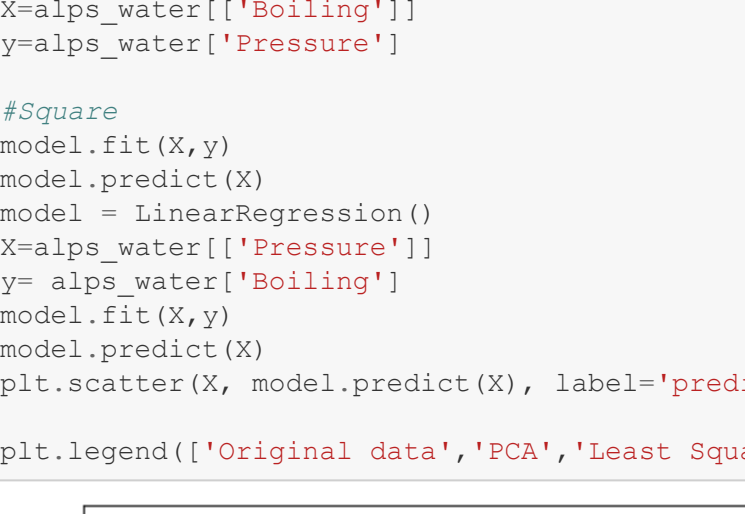 X=alps_water[['Boiling']]
y=alps_water['Pressure']
#Square
model.fit(X,y)
model.predict(X)
model = LinearRegression()
X=alps_water[['Pressure']]
y= alps_water['Boiling']
model.fit(X,y)
model.predict(X)
plt.scatter(X, model.predict(X), label='predi
plt.legend(['Original data','PCA','Least Squa